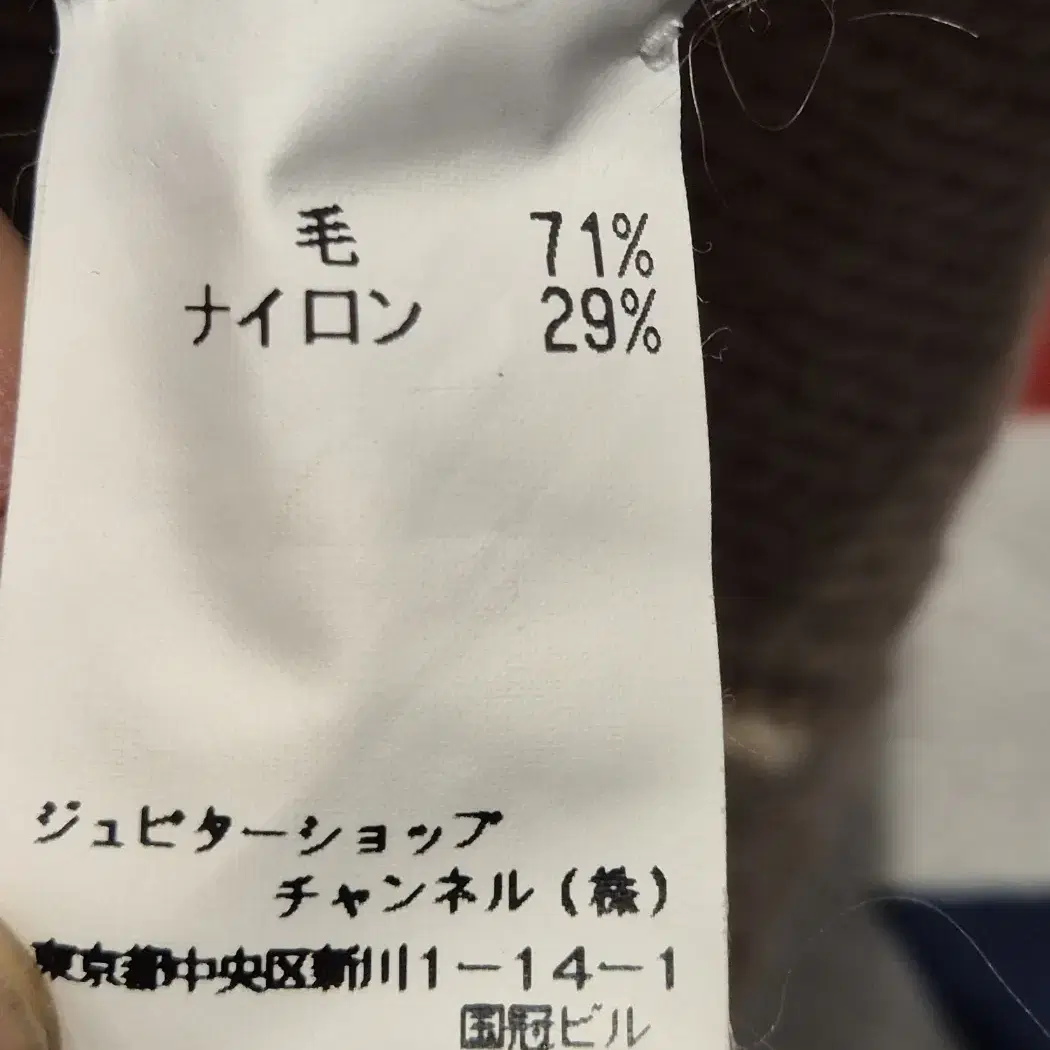 毛 71%
ナイロン 29%
ジュピターショップ
チャンネル(株)
東京都中央区新川1-14-1
国冠ビル